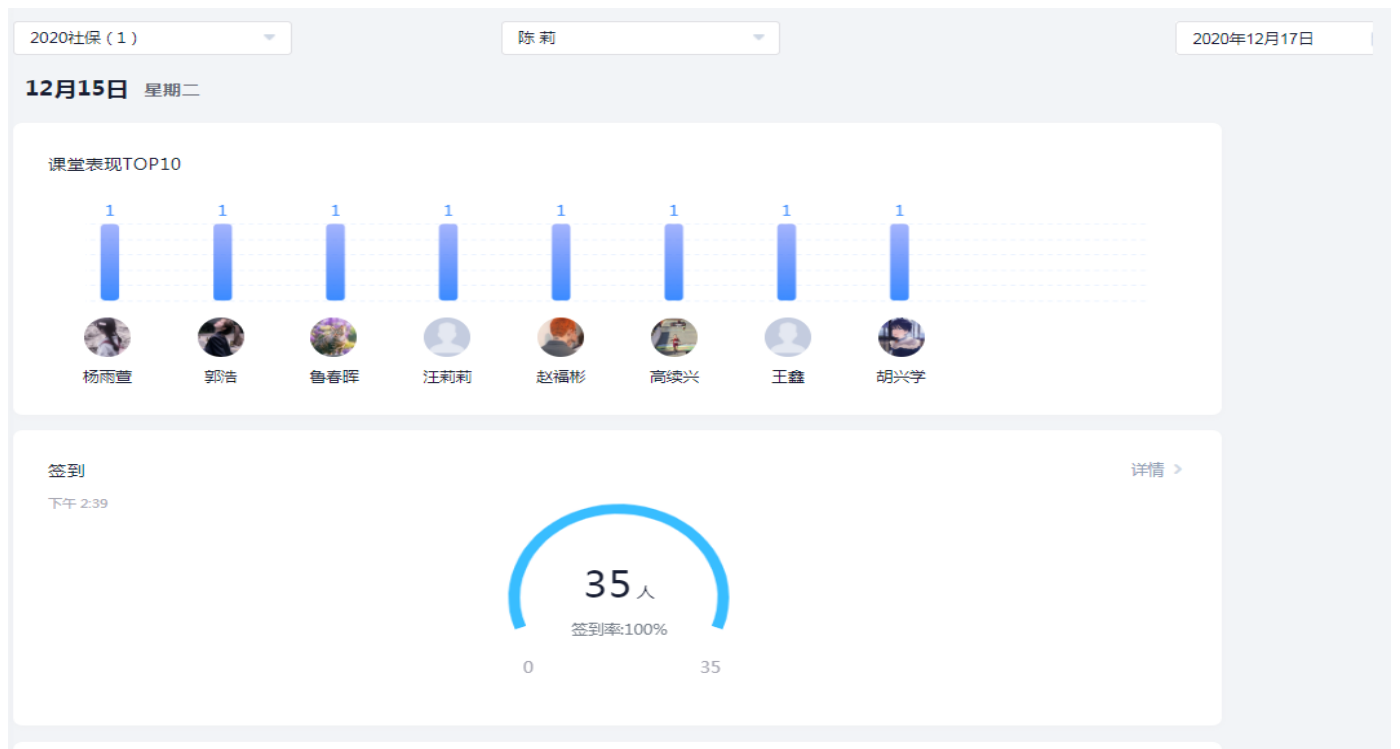 2020社保（1） 陈 莉 2020年12月17日
12月15日 星期二
课堂表现TOP10
1 1 1 1 1 1 1 1
杨雨萱 郭浩 鲁春晖 汪莉莉 赵福彬 高续兴 王鑫 胡兴学
签到 详情
下午 2:39
35人
签到率:100%
0 35